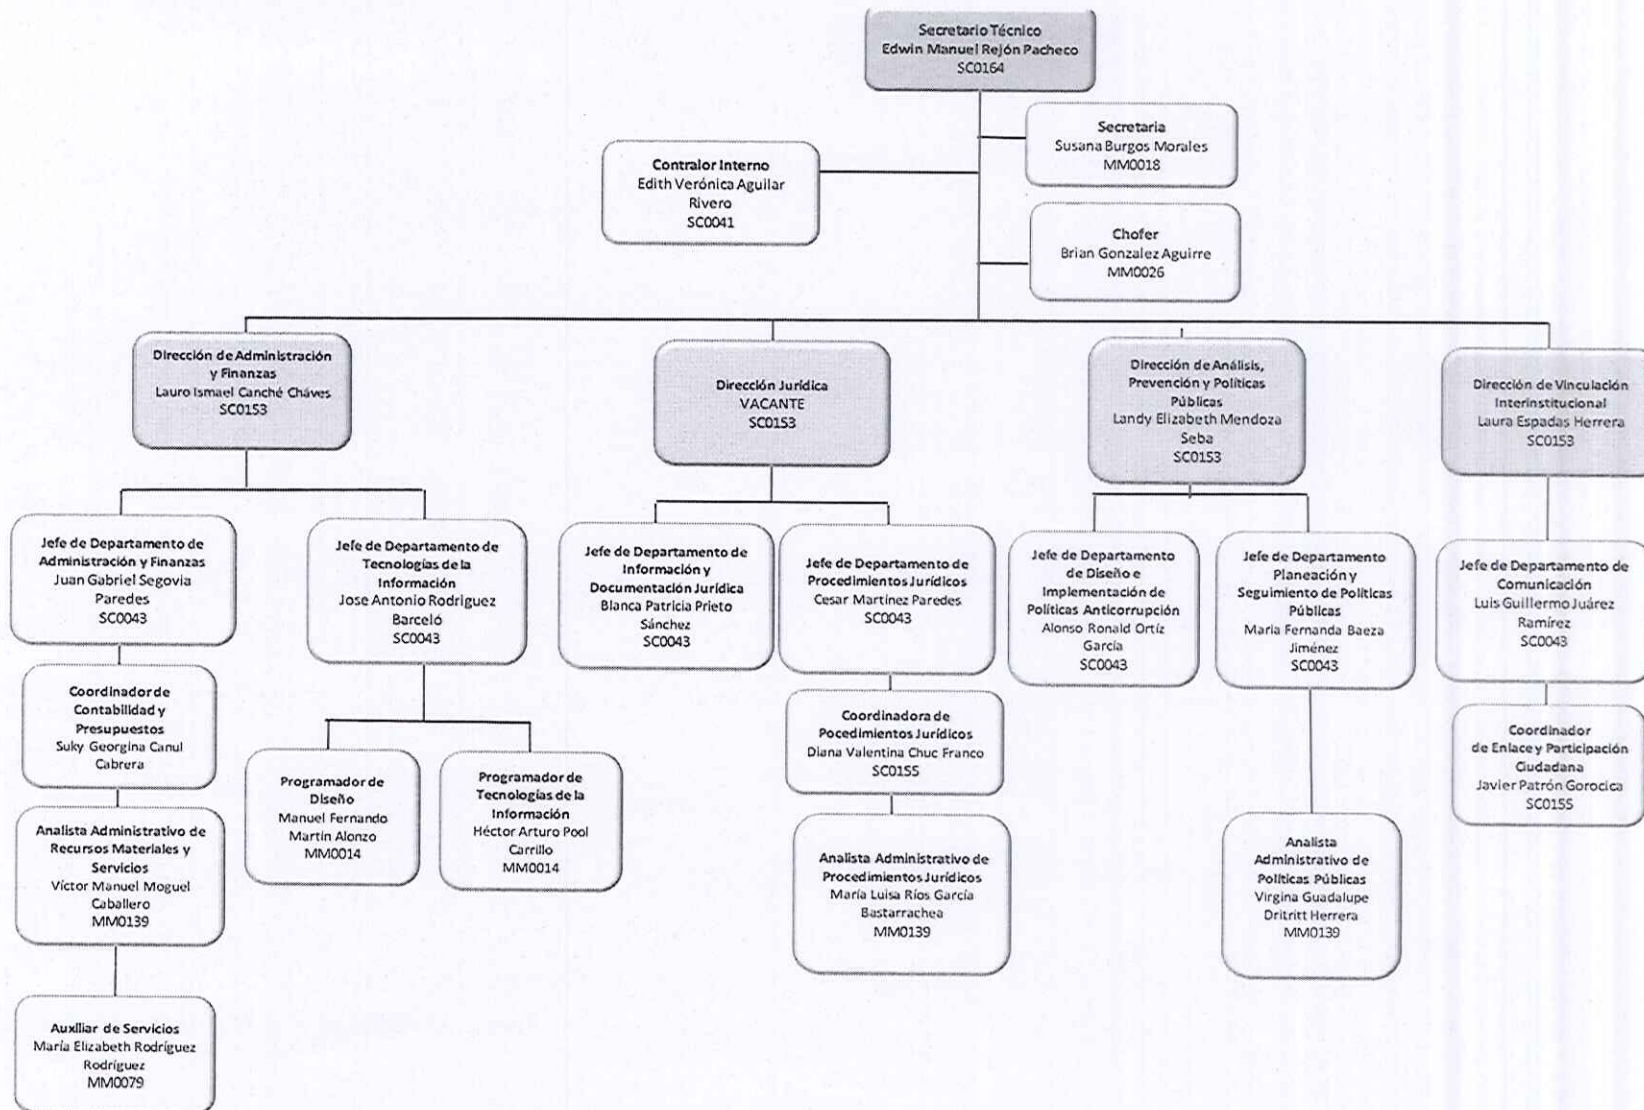 Secretario Técnico
Edwin Manuel Rejón Pacheco
SC0164
Secretaria
Susana Burgos Morales
MM0018
Contralor Interno
Edith Verónica Aguilar
Rivero
SC0041
Chofer
Brian Gonzalez Aguirre
MM0026
Dirección de Administración
y Finanzas
Lauro Ismael Canché Cháves
SC0153
Dirección Jurídica
VACANTE
SC0153
Dirección de Análisis,
Prevención y Políticas
Públicas
Landy Elizabeth Mendoza
Seba
SC0153
Dirección de Vinculación
Interinstitucional
Laura Espadas Herrera
SC0153
Jefe de Departamento de
Administración y Finanzas
Juan Gabriel Segovia
Paredes
SC0043
Jefe de Departamento de
Tecnologías de la
Información
Jose Antonio Rodriguez
Barceló
SC0043
Jefe de Departamento de
Información y
Documentación Jurídica
Blanca Patricia Prieto
Sánchez
SC0043
Jefe de Departamento de
Procedimientos Jurídicos
Cesar Martínez Paredes
SC0043
Jefe de Departamento
de Diseño e
Implementación de
Políticas Anticorrupción
Alonso Ronald Ortíz
García
SC0043
Jefe de Departamento
Planeación y
Seguimiento de Políticas
Públicas
Maria Fernanda Baeza
Jiménez
SC0043
Jefe de Departamento de
Comunicación
Luis Guillermo Juárez
Ramírez
SC0043
Coordinador de
Contabilidad y
Presupuestos
Suky Georgina Canul
Cabrera
Coordinadora de
Pocedimientos Jurídicos
Diana Valentina Chuc Franco
SC0155
Coordinador
de Enlace y Participación
Ciudadana
Javier Patrón Gorocica
SC0155
Programador de
Diseño
Manuel Fernando
Martín Alonzo
MM0014
Programador de
Tecnologías de la
Información
Héctor Arturo Pool
Carrillo
MM0014
Analista Administrativo de
Recursos Materiales y
Servicios
Víctor Manuel Moguel
Caballero
MM0139
Analista Administrativo de
Procedimientos Jurídicos
María Luisa Ríos García
Bastarrachea
MM0139
Analista
Administrativo de
Políticas Públicas
Virgina Guadalupe
Dritritt Herrera
MM0139
Auxiliar de Servicios
María Elizabeth Rodríguez
Rodríguez
MM0079